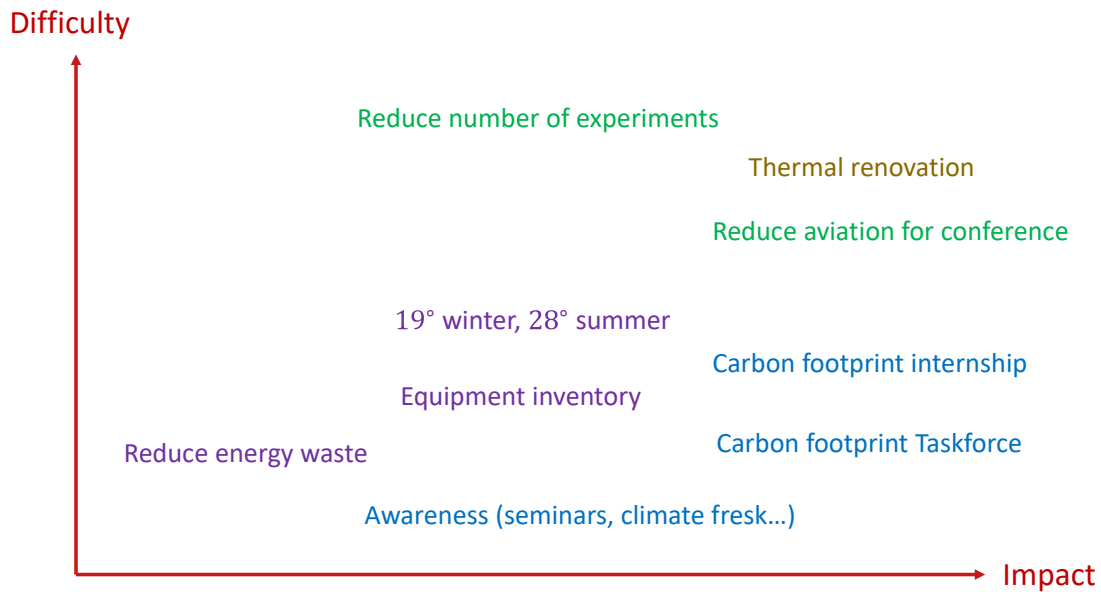 Difficulty
Reduce number of experiments
Thermal renovation
Reduce aviation for conference
19° winter, 28° summer
Carbon footprint internship
Equipment inventory
Carbon footprint Taskforce
Reduce energy waste
Awareness (seminars, climate fresk…)
Impact